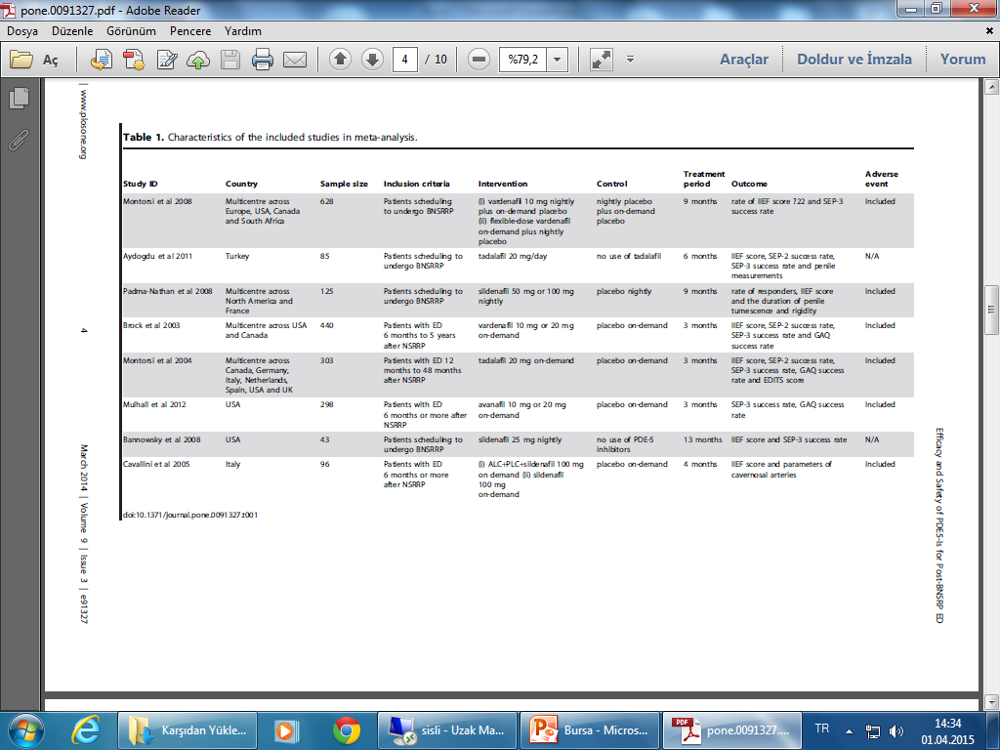 pone.0091327.pdf - Adobe Reader
Dosya Düzenle Görünüm Pencere Yardım
Aç 4 / 10 %79,2 Araçlar Doldur ve İmzala Yorum
| www.plosone.org
4
March 2014 | Volume 9 | Issue 3 | e91327
Table 1. Characteristics of the included studies in meta-analysis.
Study ID Country Sample size Inclusion criteria Intervention Control Treatment period Outcome Adverse event
Montorsi et al 2008 Multicentre across 628 Patients scheduling (i) vardenafil 10 mg nightly nightly placebo 9 months rate of IIEF score ?22 and SEP-3 Included
Europe, USA, Canada to undergo BNSRRP plus on-demand placebo plus on-demand success rate
and South Africa (ii) flexible-dose vardenafil placebo
on-demand plus nightly
placebo
Aydogdu et al 2011 Turkey 85 Patients scheduling to tadalafil 20 mg/day no use of tadalafil 6 months IIEF score, SEP-2 success rate, N/A
undergo BNSRRP SEP-3 success rate and penile
measurements
Padma-Nathan et al 2008 Multicentre across 125 Patients scheduling to sildenafil 50 mg or 100 mg placebo nightly 9 months rate of responders, IIEF score Included
North America and undergo BNSRRP nightly and the duration of penile
France tumescence and rigidity
Brock et al 2003 Multicentre across USA 440 Patients with ED vardenafil 10 mg or 20 mg placebo on-demand 3 months IIEF score, SEP-2 success rate, Included
and Canada 6 months to 5 years on-demand SEP-3 success rate and GAQ
after NSRRP success rate
Montorsi et al 2004 Multicentre across 303 Patients with ED 12 tadalafil 20 mg on-demand placebo on-demand 3 months IIEF score, SEP-2 success rate, Included
Canada, Germany, months to 48 months SEP-3 success rate, GAQ success
Italy, Netherlands, after NSRRP rate and EDITS score
Spain, USA and UK
Mulhall et al 2012 USA 298 Patients with ED avanafil 10 mg or 20 mg placebo on-demand 3 months SEP-3 success rate, GAQ success Included
6 months or more after on-demand rate
NSRRP
Bannowsky et al 2008 USA 43 Patients scheduling to sildenafil 25 mg nightly no use of PDE-5 13 months IIEF score and SEP-3 success rate N/A
undergo BNSRRP inhibitors
Cavallini et al 2005 Italy 96 Patients with ED (i) ALC+PLC+sildenafil 100 mg placebo on-demand 4 months IIEF score and parameters of Included
6 months or more on demand (ii) sildenafil cavernosal arteries
after NSRRP 100 mg
on-demand
doi:10.1371/journal.pone.0091327.t001
Efficacy and Safety of PDE5-Is for Post-BNSRP ED
Karşıdan Yükle... sisli - Uzak Ma... Bursa - Micros... PDF pone.0091327.... TR 14:34
01.04.2015